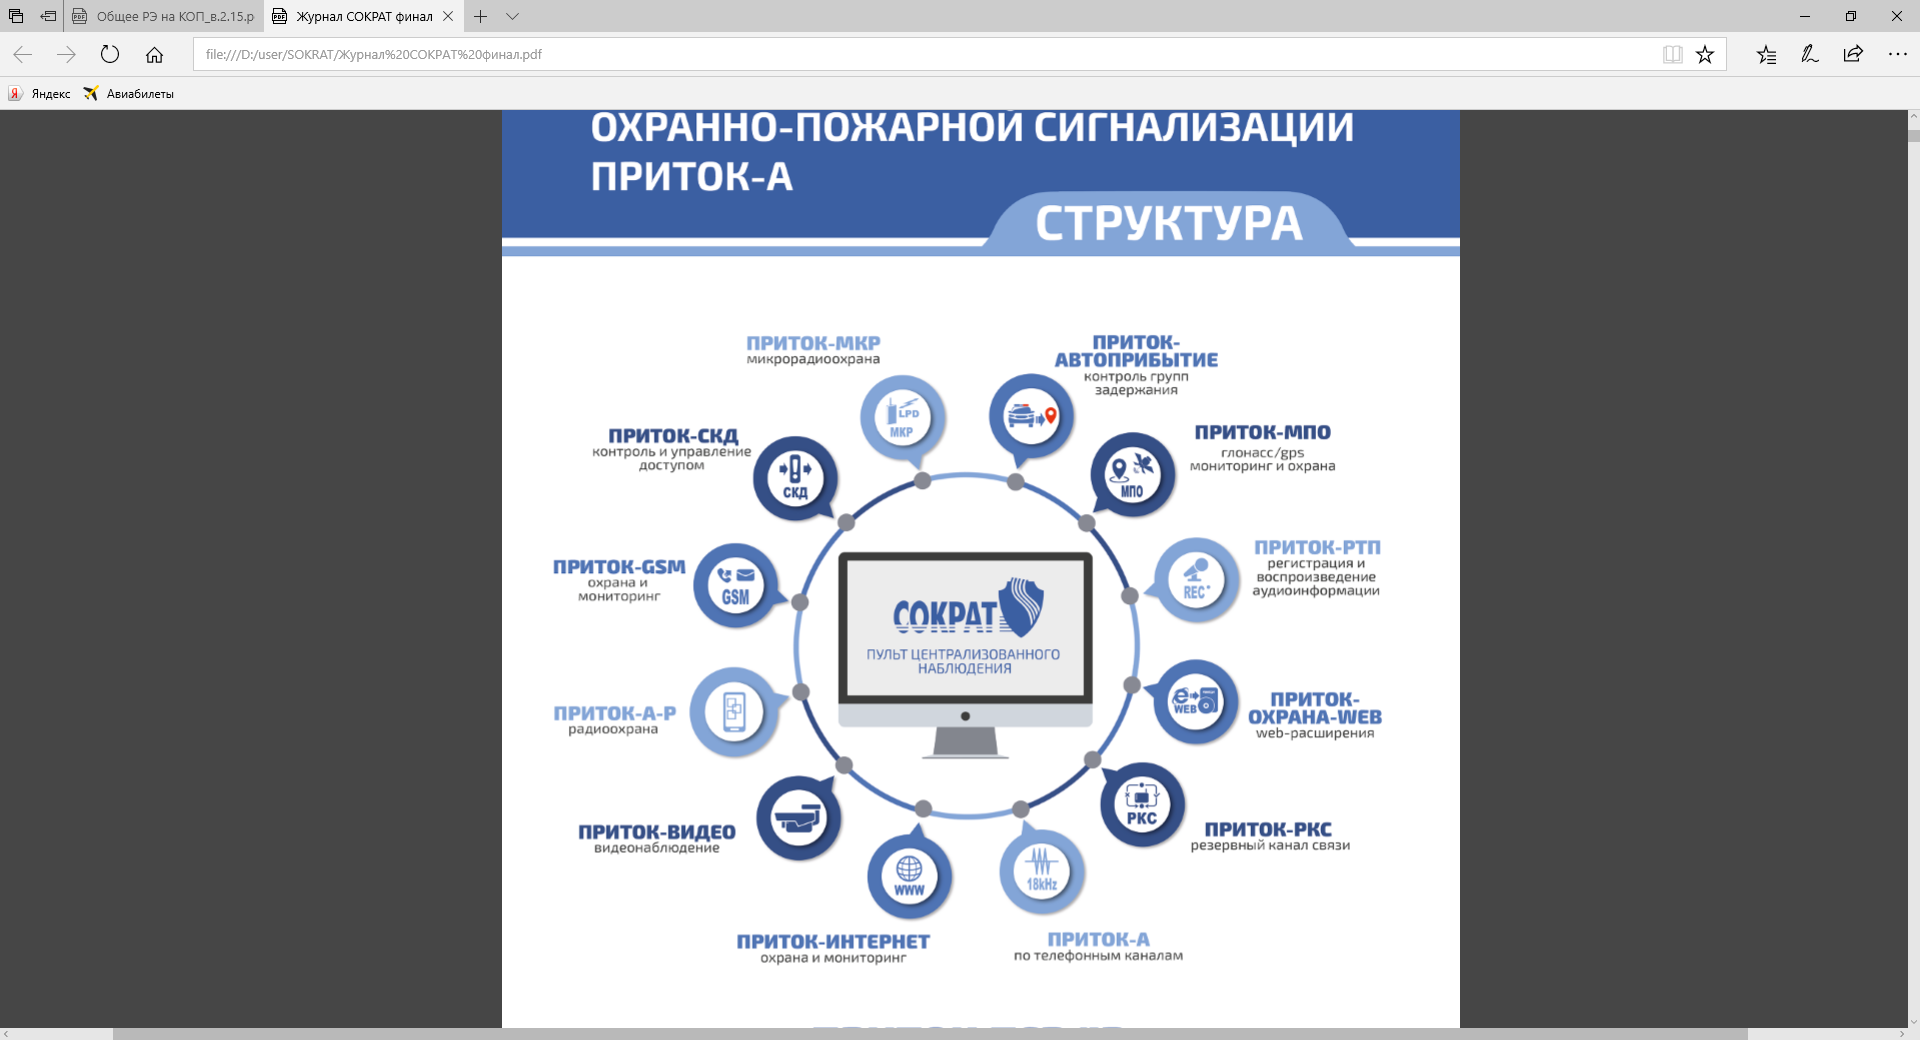 Общее РЭ на КОП_в.2.15.р
Журнал СОКРАТ финал
file:///D:/user/SOKRAT/Журнал%20СОКРАТ%20финал.pdf
Яндекс
Авиабилеты
ОХРАННО-ПОЖАРНОЙ СИГНАЛИЗАЦИИ
ПРИТОК-А
СТРУКТУРА
ПРИТОК-МКР
микрорадиоохрана
LPD
МКР
ПРИТОК-
АВТОПРИБЫТИЕ
контроль групп
задержания
ПРИТОК-СКД
контроль и управление
доступом
СКД
ПРИТОК-МПО
глонасс/gps
мониторинг и охрана
МПО
ПРИТОК-GSM
охрана и
мониторинг
GSM
ПРИТОК-РТП
регистрация и
воспроизведение
аудиоинформации
REC
СОКРАТ
ПУЛЬТ ЦЕНТРАЛИЗОВАННОГО
НАБЛЮДЕНИЯ
ПРИТОК-А-Р
радиоохрана
ПРИТОК-
ОХРАНА-WEB
web-расширения
WEB
ПРИТОК-ВИДЕО
видеонаблюдение
ПРИТОК-РКС
резервный канал связи
РКС
WWW
18kHz
ПРИТОК-ИНТЕРНЕТ
охрана и мониторинг
ПРИТОК-А
по телефонным каналам